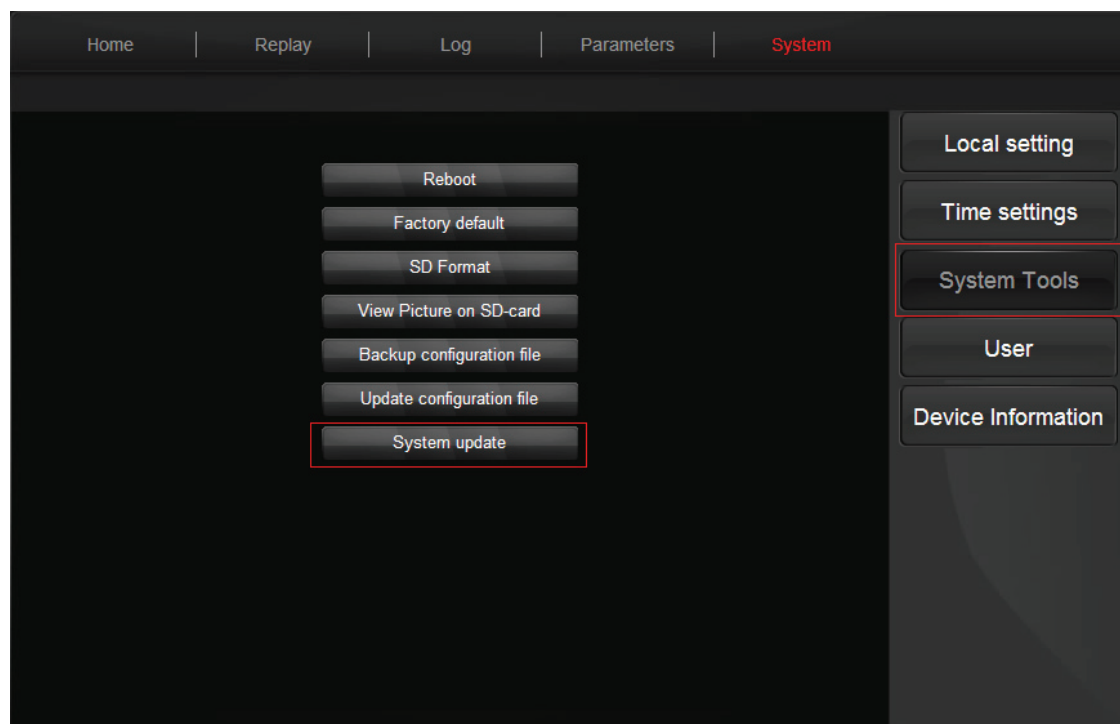 Home | Replay | Log | Parameters | System
Local setting
Time settings
System Tools
User
Device Information
Reboot
Factory default
SD Format
View Picture on SD-card
Backup configuration file
Update configuration file
System update